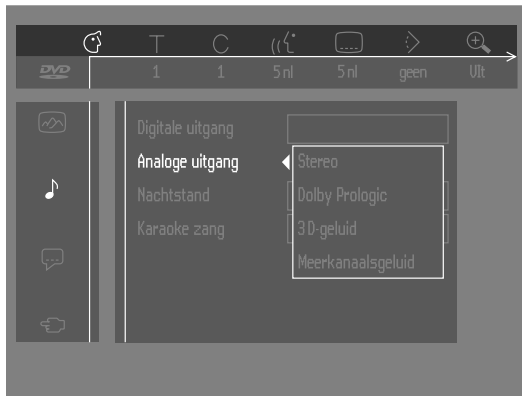 T C
DVD 1 1 5 nl 5 nl geen Uit
Digitale uitgang
Analoge uitgang
Stereo
Nachtstand
Dolby Prologic
Karaoke zang
3D-geluid
Meerkanaalsgeluid